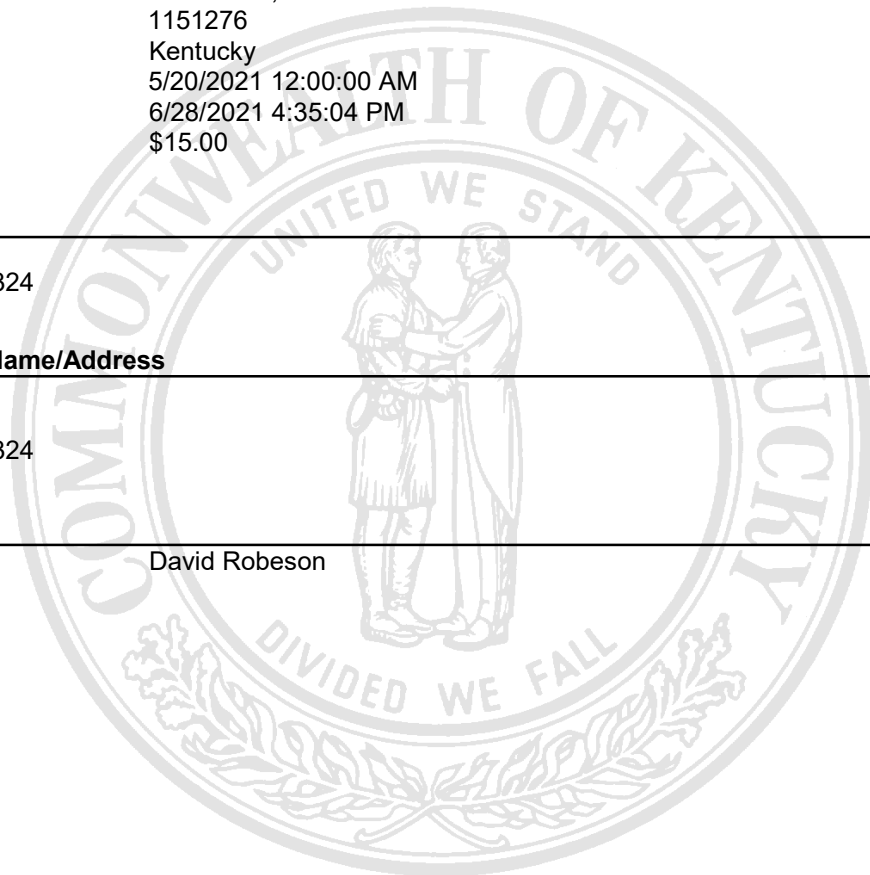 1151276
Kentucky
5/20/2021 12:00:00 AM
6/28/2021 4:35:04 PM
$15.00
324
Name/Address
324
David Robeson
COMMONWEALTH OF KENTUCKY
UNITED WE STAND
DIVIDED WE FALL